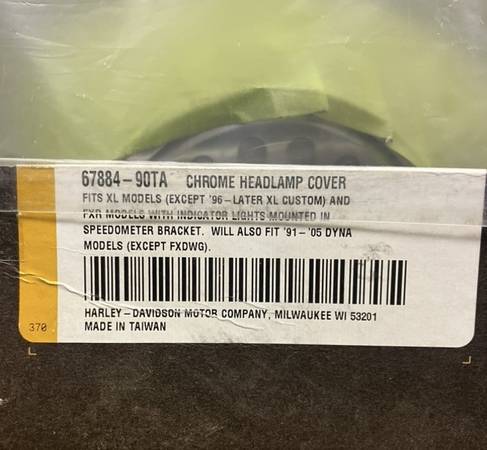 67884-90TA CHROME HEADLAMP COVER
FITS XL MODELS (EXCEPT '96-LATER XL CUSTOM) AND
FXR MODELS WITH INDICATOR LIGHTS MOUNTED IN
SPEEDOMETER BRACKET. WILL ALSO FIT '91-'05 DYNA
MODELS (EXCEPT FXDWG).
HARLEY-DAVIDSON MOTOR COMPANY, MILWAUKEE WI 53201
370 MADE IN TAIWAN